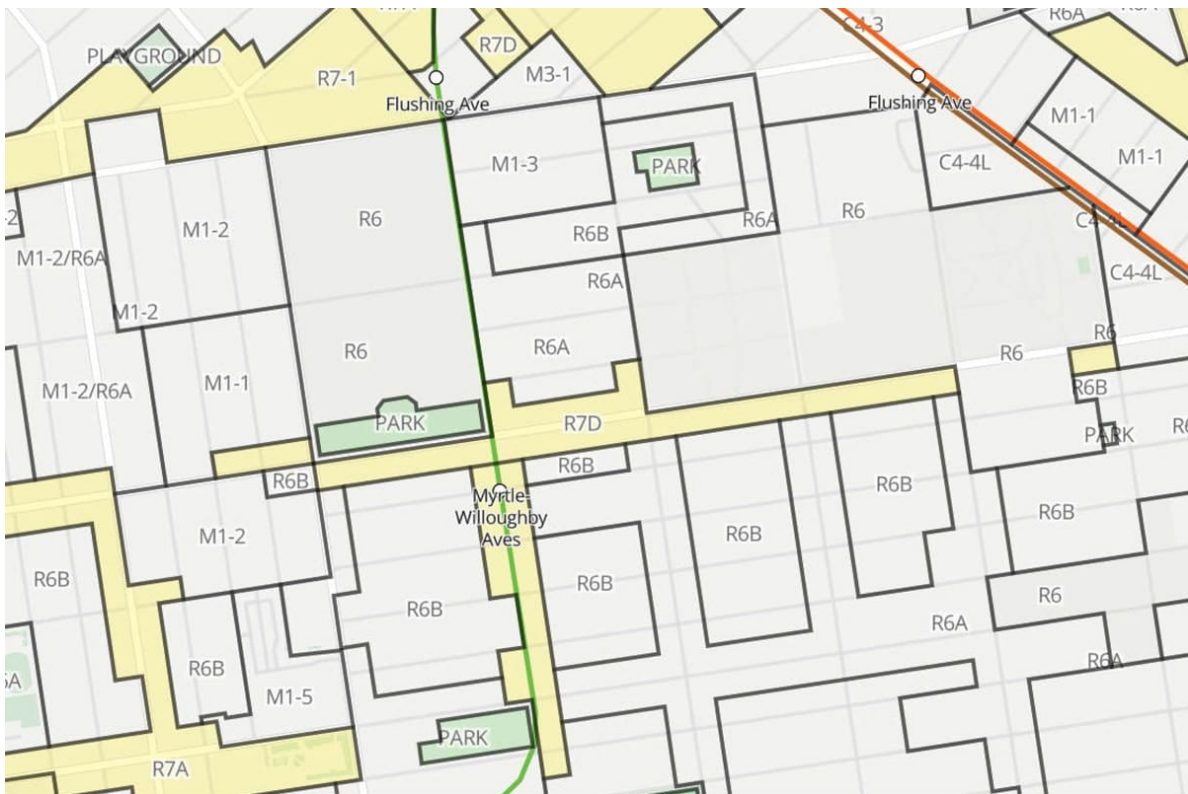 R6A
C4-3
R7D
PLAYGROUND
R7-1
M3-1
Flushing Ave
Flushing Ave
M1-1
M1-3
PARK
C4-4L
M1-1
R6
R6A
R6
M1-2
R6B
C4-4L
M1-2/R6A
R6A
C4-4L
M1-2
R6
R6A
R6
R6
M1-2/R6A
M1-1
R6B
PARK
R7D
PARK
R6B
R6B
R6B
Myrtle-
Willoughby
Aves
R6B
M1-2
R6B
R6B
R6B
R6B
R6
R6B
R6A
R6B
R6A
M1-5
PARK
R7A